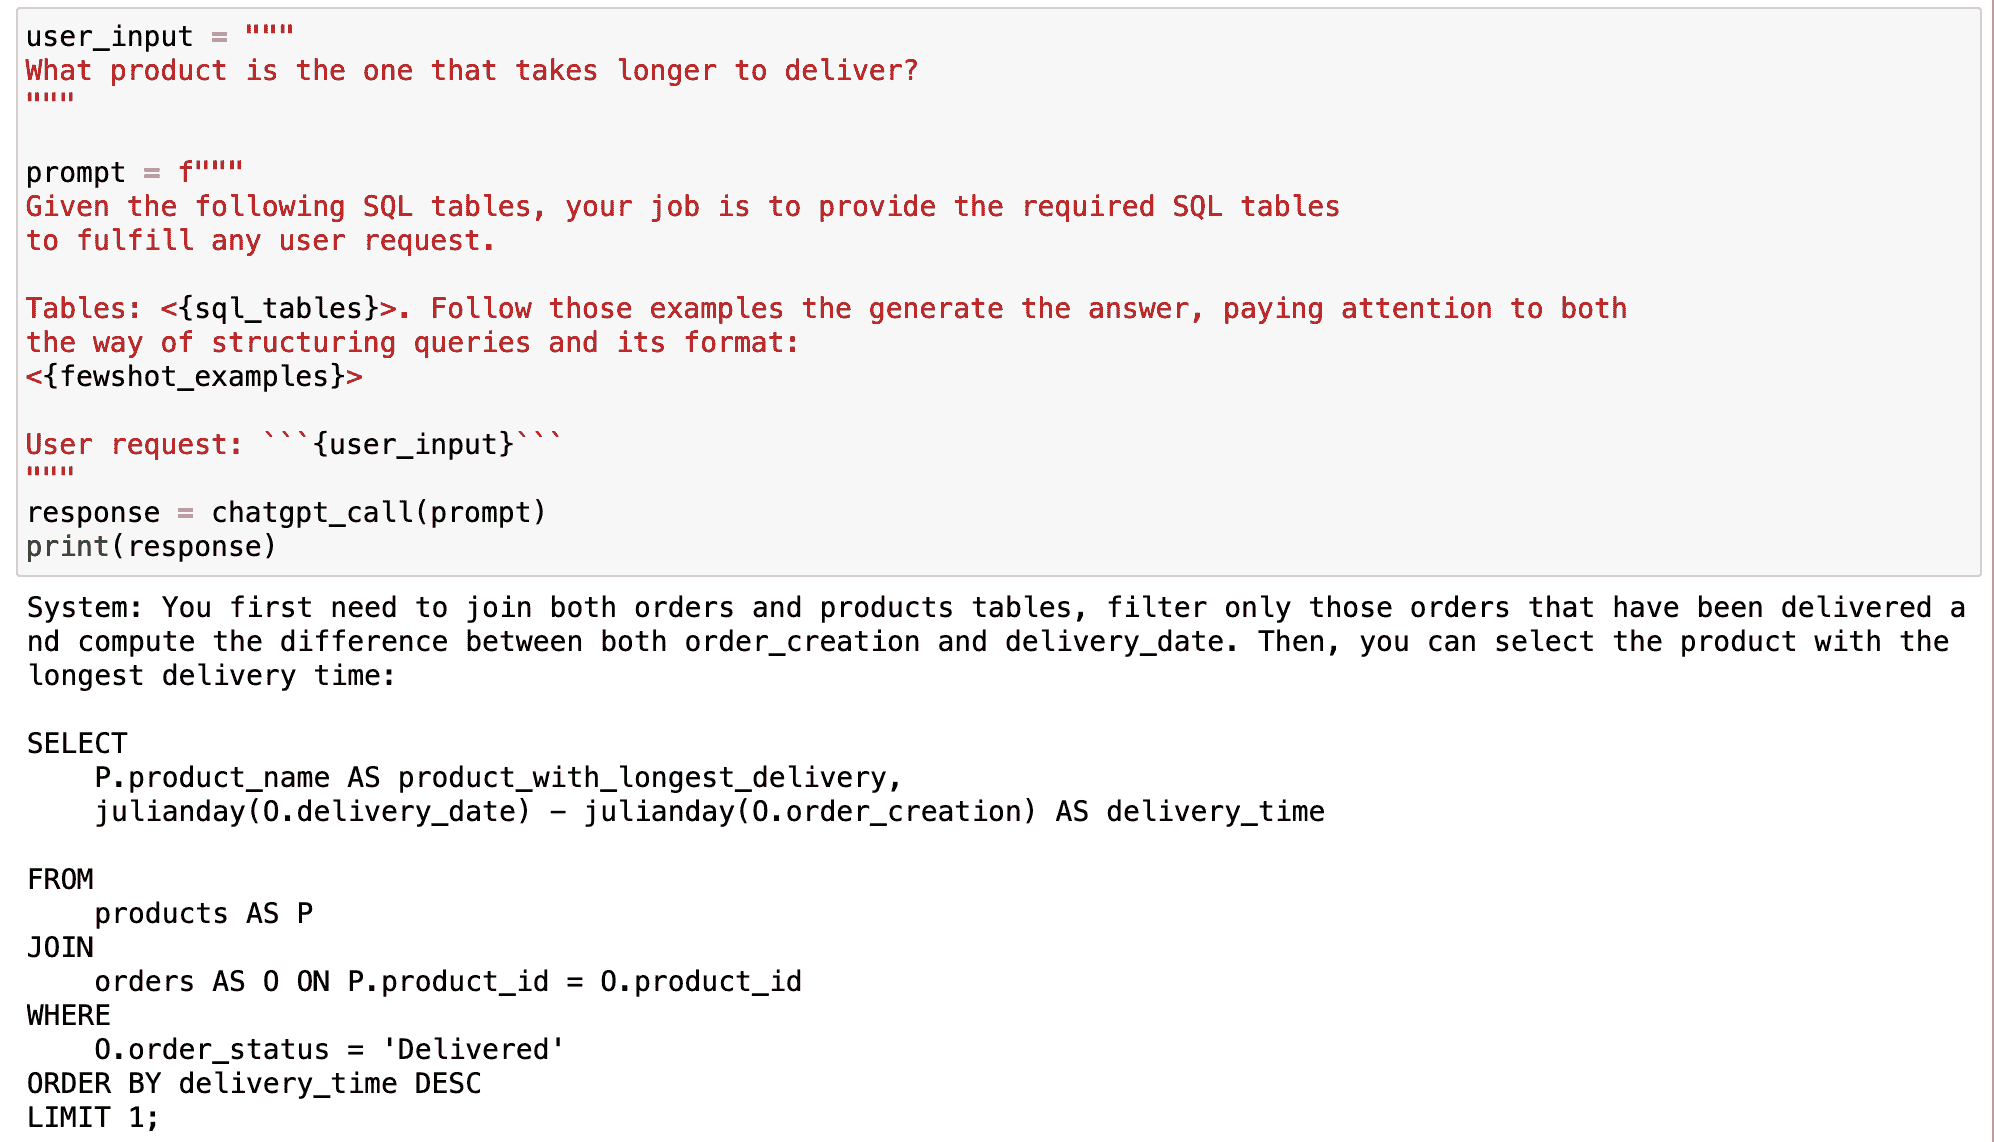 user_input = """
What product is the one that takes longer to deliver?
"""
prompt = f"""
Given the following SQL tables, your job is to provide the required SQL tables
to fulfill any user request.
Tables: <{sql_tables}>. Follow those examples the generate the answer, paying attention to both
the way of structuring queries and its format:
<{fewshot_examples}>
User request: ```{user_input}```
"""
response = chatgpt_call(prompt)
print(response)
System: You first need to join both orders and products tables, filter only those orders that have been delivered a
nd compute the difference between both order_creation and delivery_date. Then, you can select the product with the
longest delivery time:
SELECT
    P.product_name AS product_with_longest_delivery,
    julianday(O.delivery_date) - julianday(O.order_creation) AS delivery_time
FROM
    products AS P
JOIN
    orders AS O ON P.product_id = O.product_id
WHERE
    O.order_status = 'Delivered'
ORDER BY delivery_time DESC
LIMIT 1;